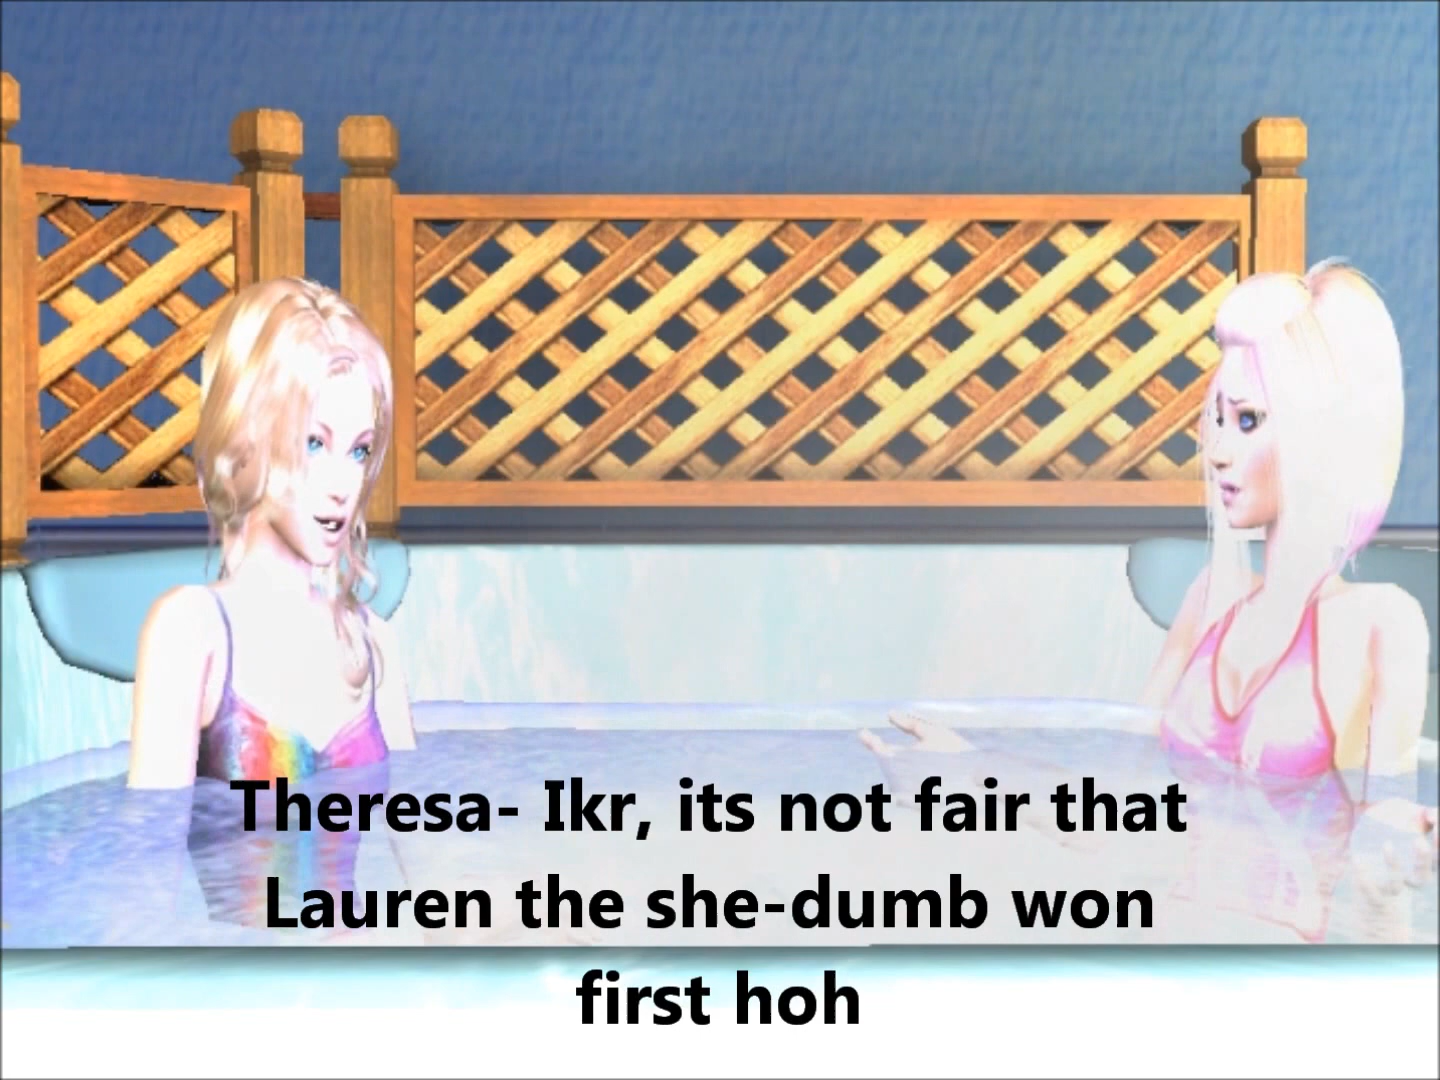 Theresa- Ikr, its not fair that
Lauren the she-dumb won
first hoh